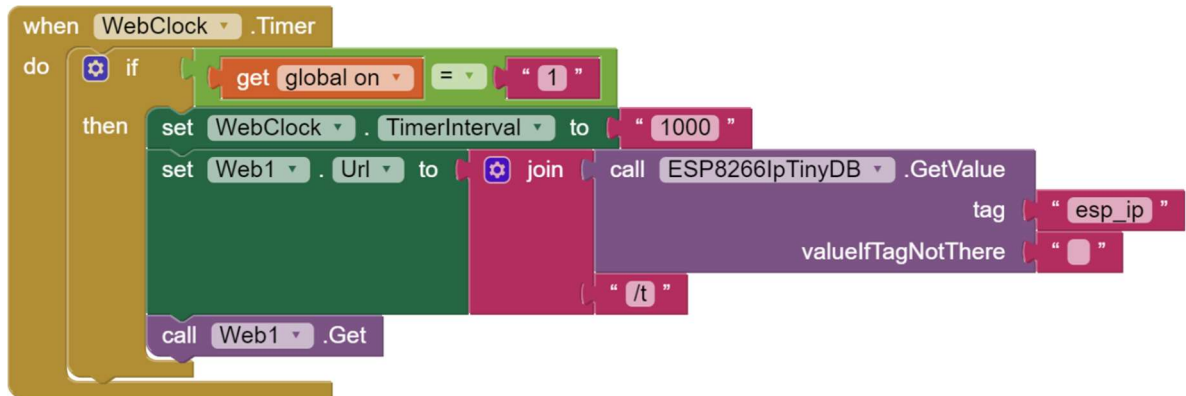 when WebClock .Timer
do if get global on = " 1 "
then set WebClock . TimerInterval to " 1000 "
set Web1 . Url to join call ESP8266IpTinyDB .GetValue
tag " esp_ip "
valueIfTagNotThere " "
" /t "
call Web1 .Get